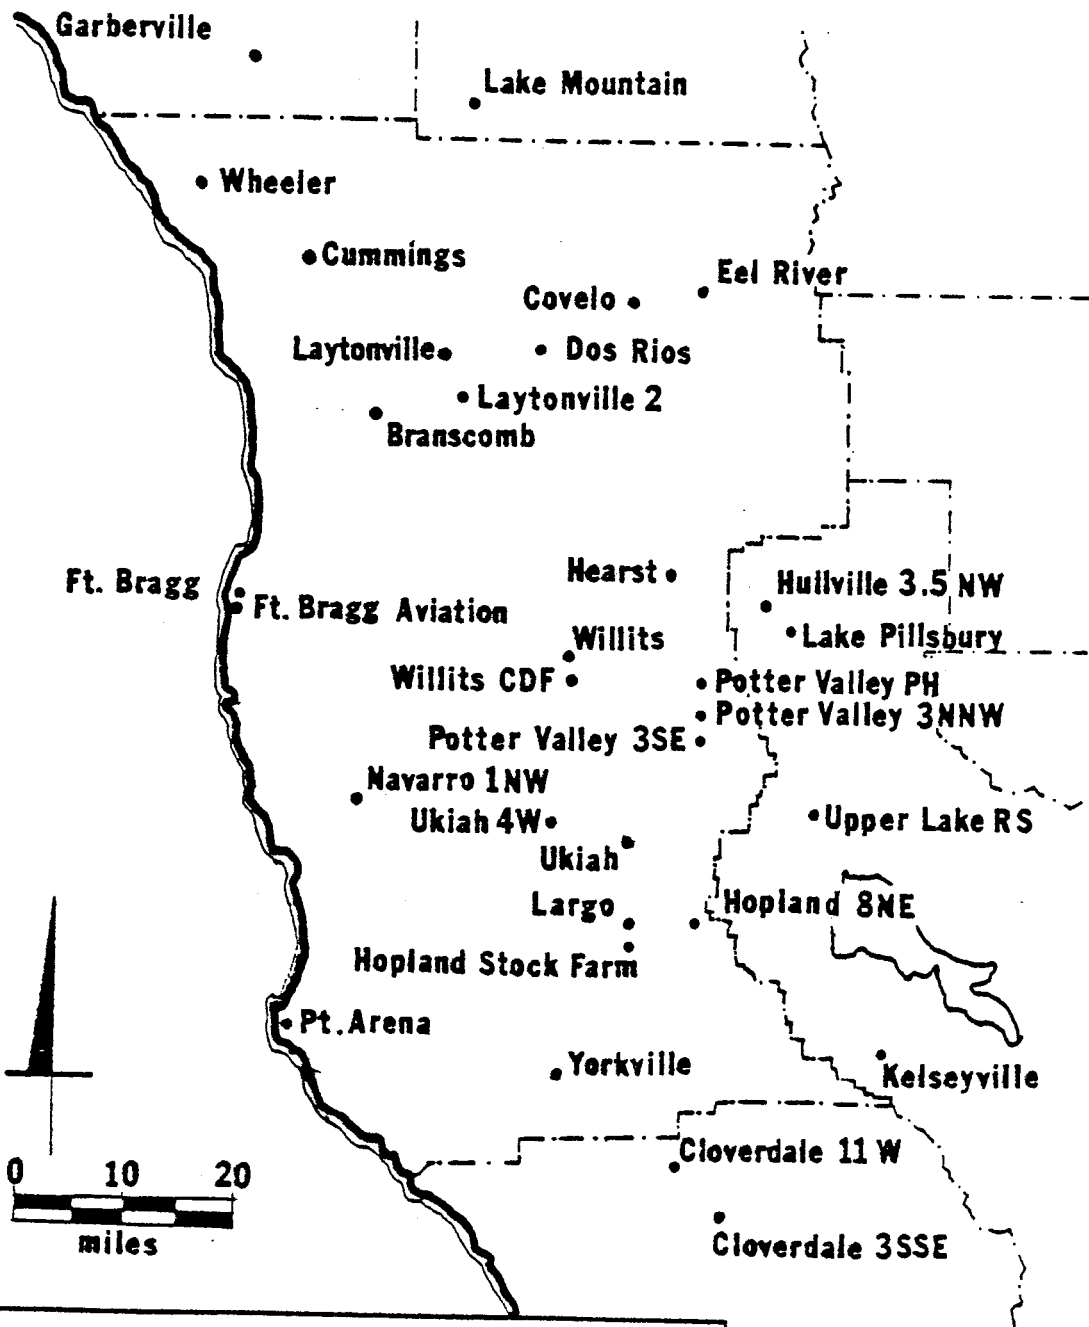 Garberville
Lake Mountain
Wheeler
Cummings
Eel River
Covelo
Laytonville
Dos Rios
Laytonville 2
Branscomb
Hearst
Ft. Bragg
Hullville 3.5 NW
Ft. Bragg Aviation
Willits
Lake Pillsbury
Willits CDF
Potter Valley PH
Potter Valley 3NNW
Potter Valley 3SE
Navarro 1NW
Ukiah 4W
Upper Lake RS
Ukiah
Largo
Hopland 8NE
Hopland Stock Farm
Pt. Arena
Yorkville
Kelseyville
Cloverdale 11 W
0 10 20
miles
Cloverdale 3SSE